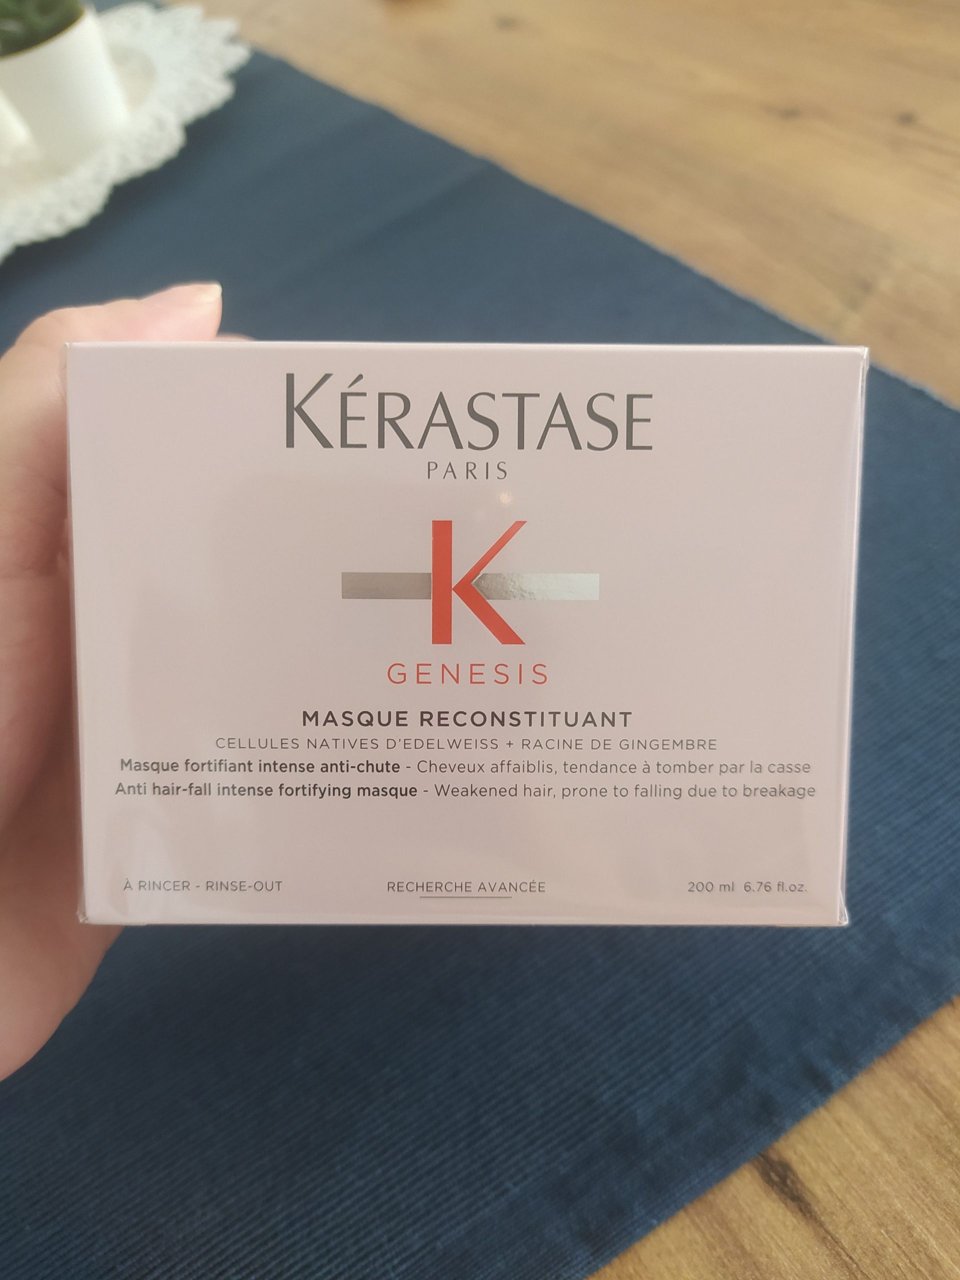 KÉRASTASE
PARIS
K
GENESIS
MASQUE RECONSTITUANT
CELLULES NATIVES D'EDELWEISS + RACINE DE GINGEMBRE
Masque fortifiant intense anti-chute - Cheveux affaiblis, tendance à tomber par la casse
Anti hair-fall intense fortifying masque - Weakened hair, prone to falling due to breakage
À RINCER - RINSE-OUT RECHERCHE AVANCÉE 200 ml 6.76 fl.oz.